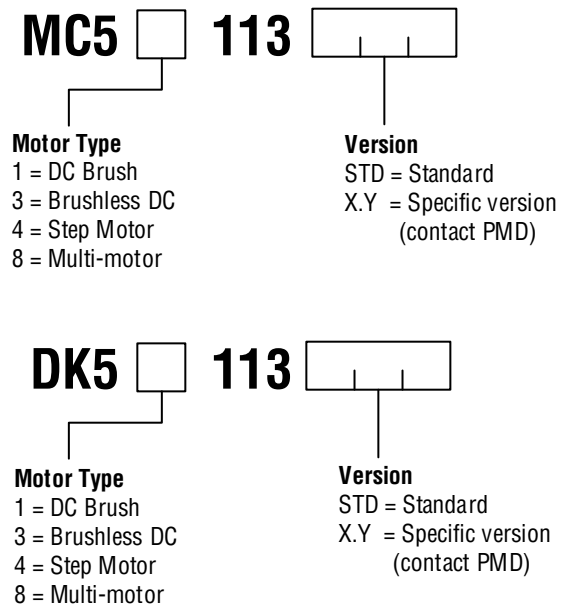 MC5 113
Motor Type
1 = DC Brush
3 = Brushless DC
4 = Step Motor
8 = Multi-motor
Version
STD = Standard
X.Y = Specific version
(contact PMD)
DK5 113
Motor Type
1 = DC Brush
3 = Brushless DC
4 = Step Motor
8 = Multi-motor
Version
STD = Standard
X.Y = Specific version
(contact PMD)